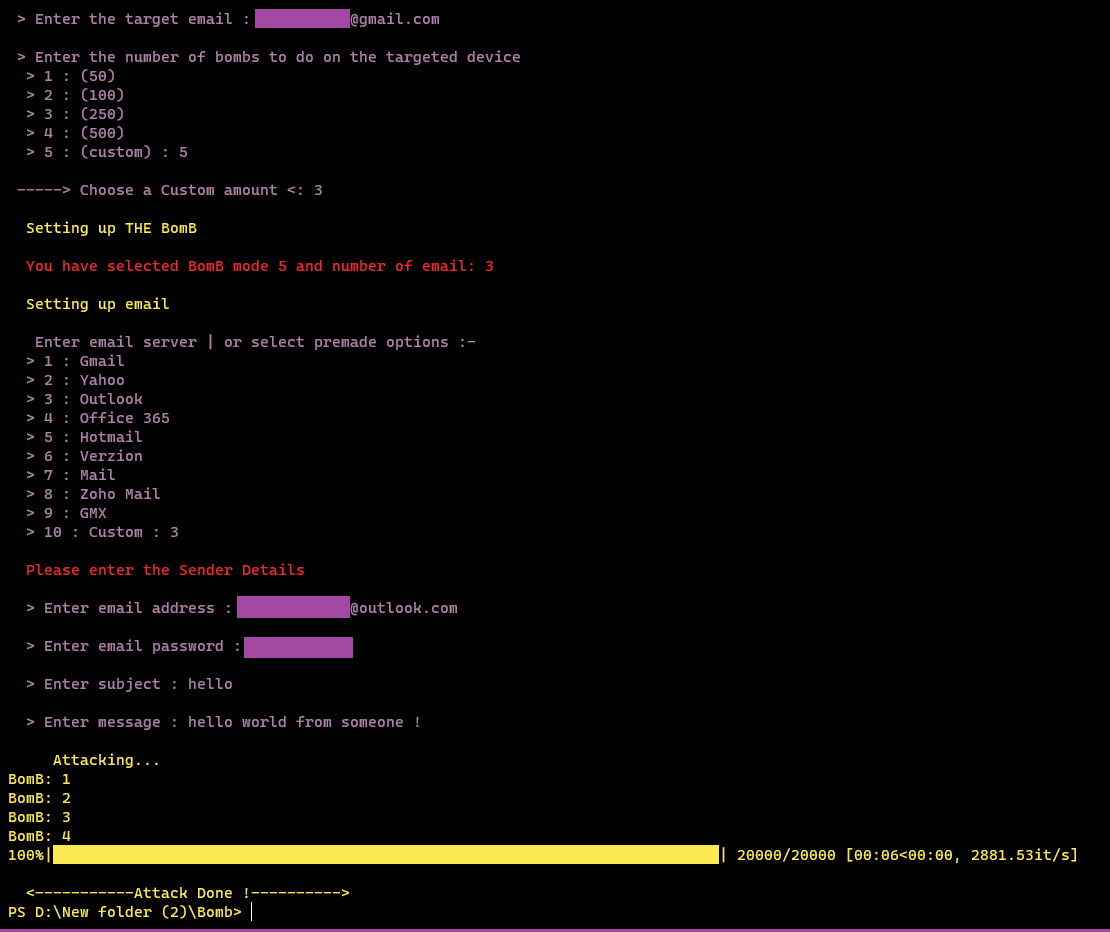 > Enter the target email : @gmail.com
> Enter the number of bombs to do on the targeted device
> 1 : (50)
> 2 : (100)
> 3 : (250)
> 4 : (500)
> 5 : (custom) : 5
-----> Choose a Custom amount <: 3
Setting up THE BomB
You have selected BomB mode 5 and number of email: 3
Setting up email
Enter email server | or select premade options :-
> 1 : Gmail
> 2 : Yahoo
> 3 : Outlook
> 4 : Office 365
> 5 : Hotmail
> 6 : Verzion
> 7 : Mail
> 8 : Zoho Mail
> 9 : GMX
> 10 : Custom : 3
Please enter the Sender Details
> Enter email address : @outlook.com
> Enter email password :
> Enter subject : hello
> Enter message : hello world from someone !
Attacking...
BomB: 1
BomB: 2
BomB: 3
BomB: 4
100%| | 20000/20000 [00:06<00:00, 2881.53it/s]
<-----------Attack Done !---------->
PS D:\New folder (2)\Bomb>